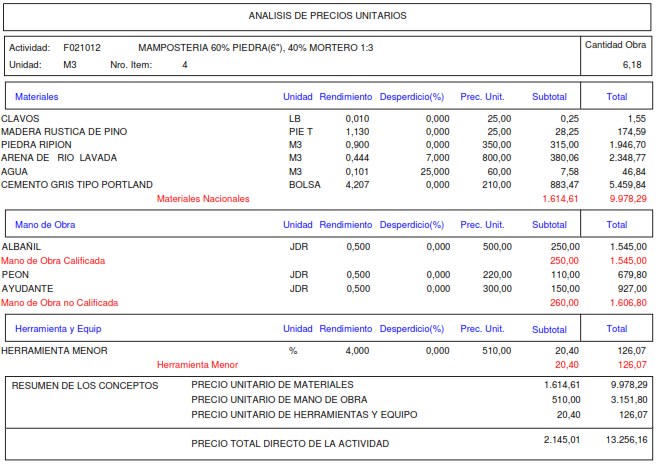 ANALISIS DE PRECIOS UNITARIOS
Actividad: F021012 MAMPOSTERIA 60% PIEDRA(6"), 40% MORTERO 1:3 Cantidad Obra
Unidad: M3 Nro. Item: 4 6,18
Materiales Unidad Rendimiento Desperdicio(%) Prec. Unit. Subtotal Total
CLAVOS LB 0,010 0,000 25,00 0,25 1,55
MADERA RUSTICA DE PINO PIE T 1,130 0,000 25,00 28,25 174,59
PIEDRA RIPION M3 0,900 0,000 350,00 315,00 1.946,70
ARENA DE RIO LAVADA M3 0,444 7,000 800,00 380,06 2.348,77
AGUA M3 0,101 25,000 60,00 7,58 46,84
CEMENTO GRIS TIPO PORTLAND BOLSA 4,207 0,000 210,00 883,47 5.459,84
Materiales Nacionales 1.614,61 9.978,29
Mano de Obra Unidad Rendimiento Desperdicio(%) Prec. Unit. Subtotal Total
ALBAÑIL JDR 0,500 0,000 500,00 250,00 1.545,00
Mano de Obra Calificada 250,00 1.545,00
PEON JDR 0,500 0,000 220,00 110,00 679,80
AYUDANTE JDR 0,500 0,000 300,00 150,00 927,00
Mano de Obra no Calificada 260,00 1.606,80
Herramienta y Equip Unidad Rendimiento Desperdicio(%) Prec. Unit. Subtotal Total
HERRAMIENTA MENOR % 4,000 0,000 510,00 20,40 126,07
Herramienta Menor 20,40 126,07
RESUMEN DE LOS CONCEPTOS PRECIO UNITARIO DE MATERIALES 1.614,61 9.978,29
PRECIO UNITARIO DE MANO DE OBRA 510,00 3.151,80
PRECIO UNITARIO DE HERRAMIENTAS Y EQUIPO 20,40 126,07
PRECIO TOTAL DIRECTO DE LA ACTIVIDAD 2.145,01 13.256,16